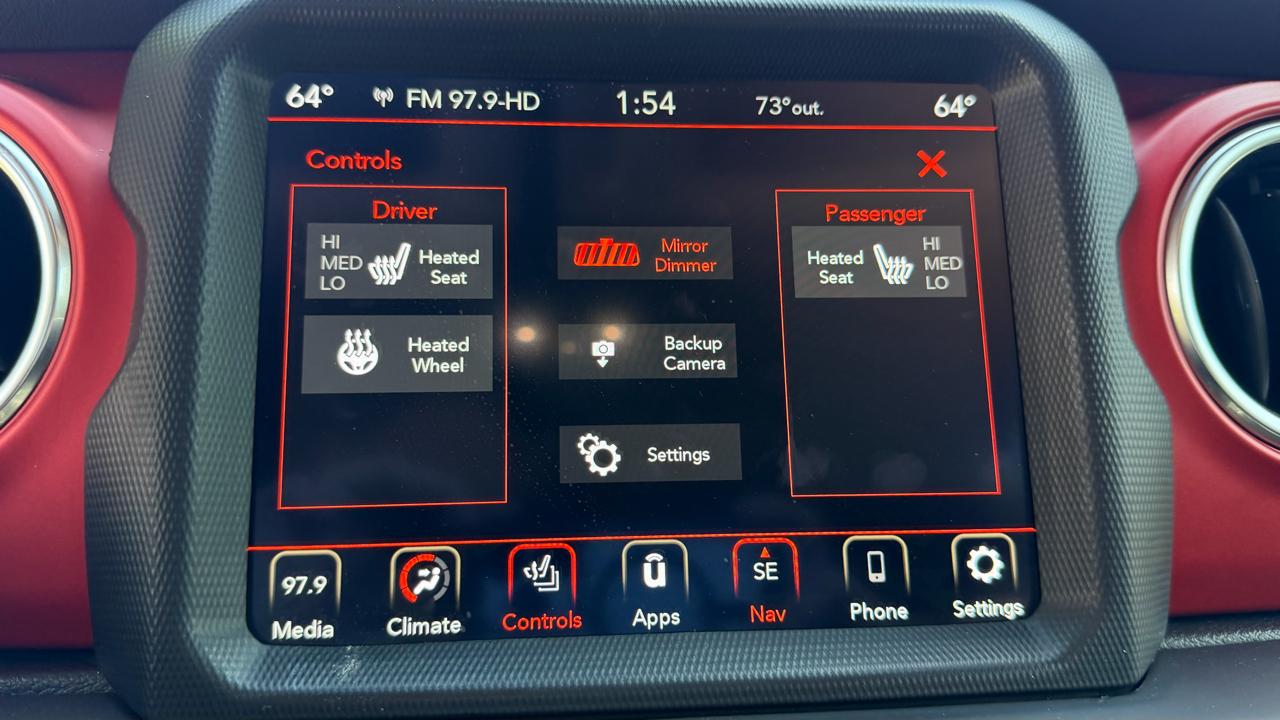 64° FM 97.9-HD 1:54 73°out. 64°
Controls
Driver
HI
MED
LO
Heated
Seat
Heated
Wheel
Mirror
Dimmer
Backup
Camera
Settings
Passenger
Heated
Seat
HI
MED
LO
97.9
Media
Climate
Controls
Apps
SE
Nav
Phone
Settings